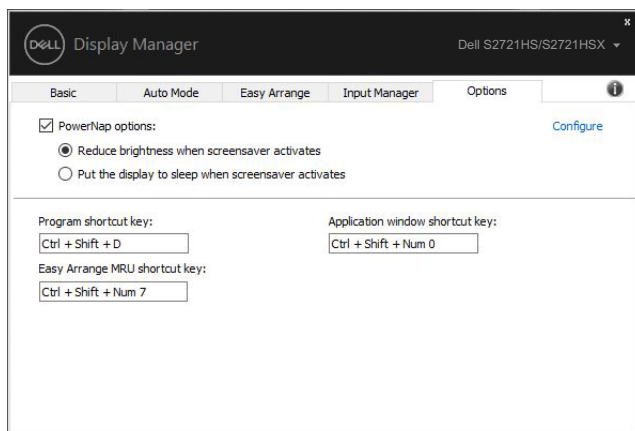 x
DELL Display Manager
Dell S2721HS/S2721HSX
Basic Auto Mode Easy Arrange Input Manager Options
PowerNap options: Configure
Reduce brightness when screensaver activates
Put the display to sleep when screensaver activates
Program shortcut key: Application window shortcut key:
Ctrl + Shift + D Ctrl + Shift + Num 0
Easy Arrange MRU shortcut key:
Ctrl + Shift + Num 7